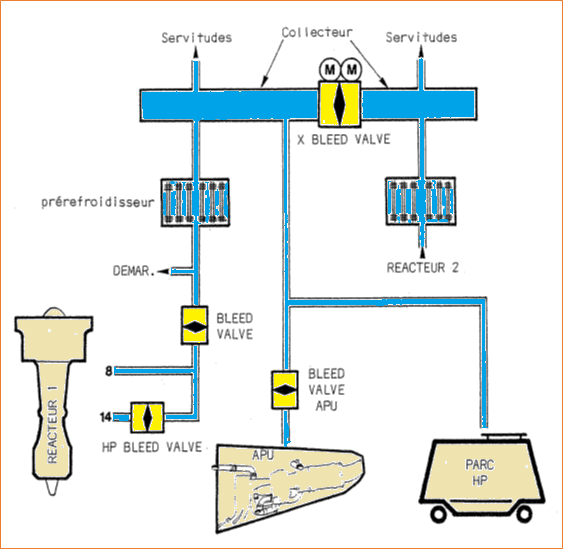 Servitudes
Collecteur
Servitudes
M M
X BLEED VALVE
prérefroidisseur
DEMAR.
REACTEUR 2
BLEED
VALVE
8
14
HP BLEED VALVE
REACTEUR 1
BLEED
VALVE
APU
APU
PARC
HP